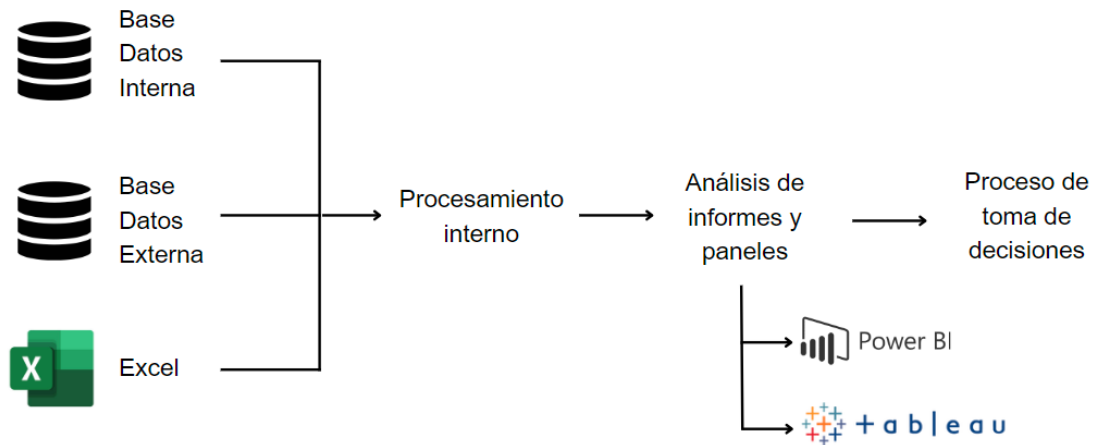 Base
Datos
Interna
Base
Datos
Externa
X
Excel
Procesamiento
interno
Análisis de
informes y
paneles
Proceso de
toma de
decisiones
Power BI
+ableau